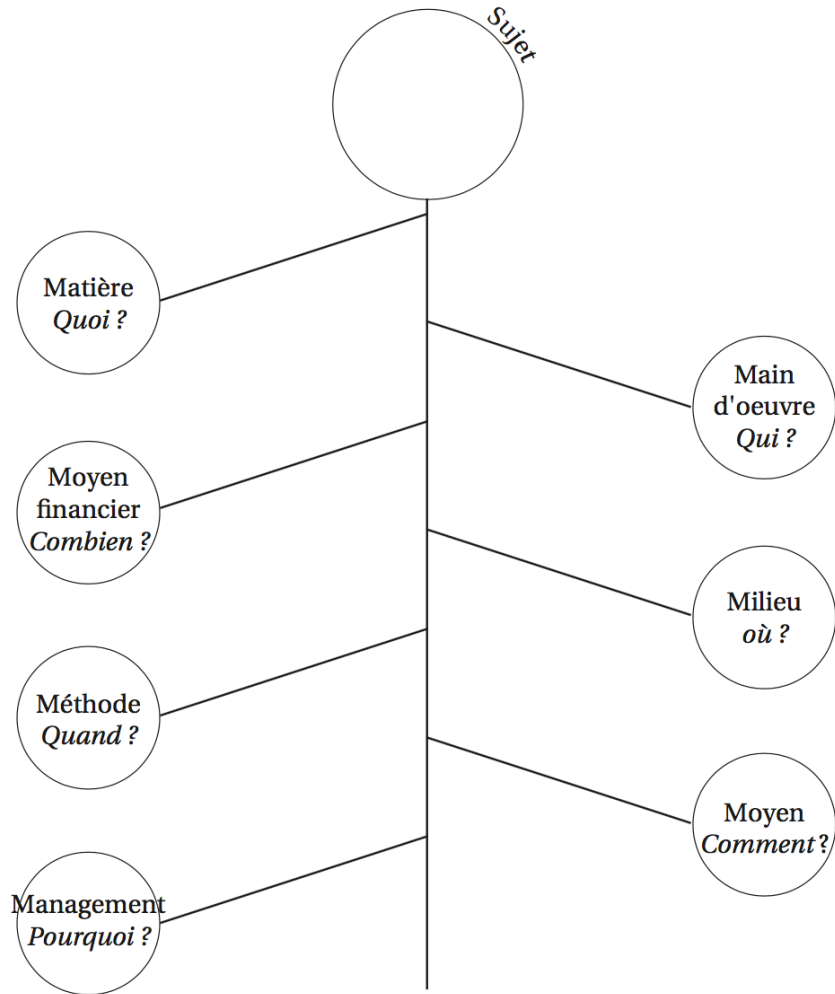 Sujet
Matière
Quoi ?
Main
d'oeuvre
Qui ?
Moyen
financier
Combien ?
Milieu
où ?
Méthode
Quand ?
Moyen
Comment ?
Management
Pourquoi ?